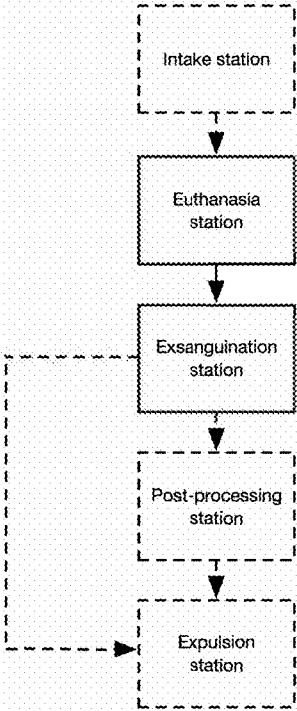 Intake station
Euthanasia
station
Exsanguination
station
Post-processing
station
Expulsion
station